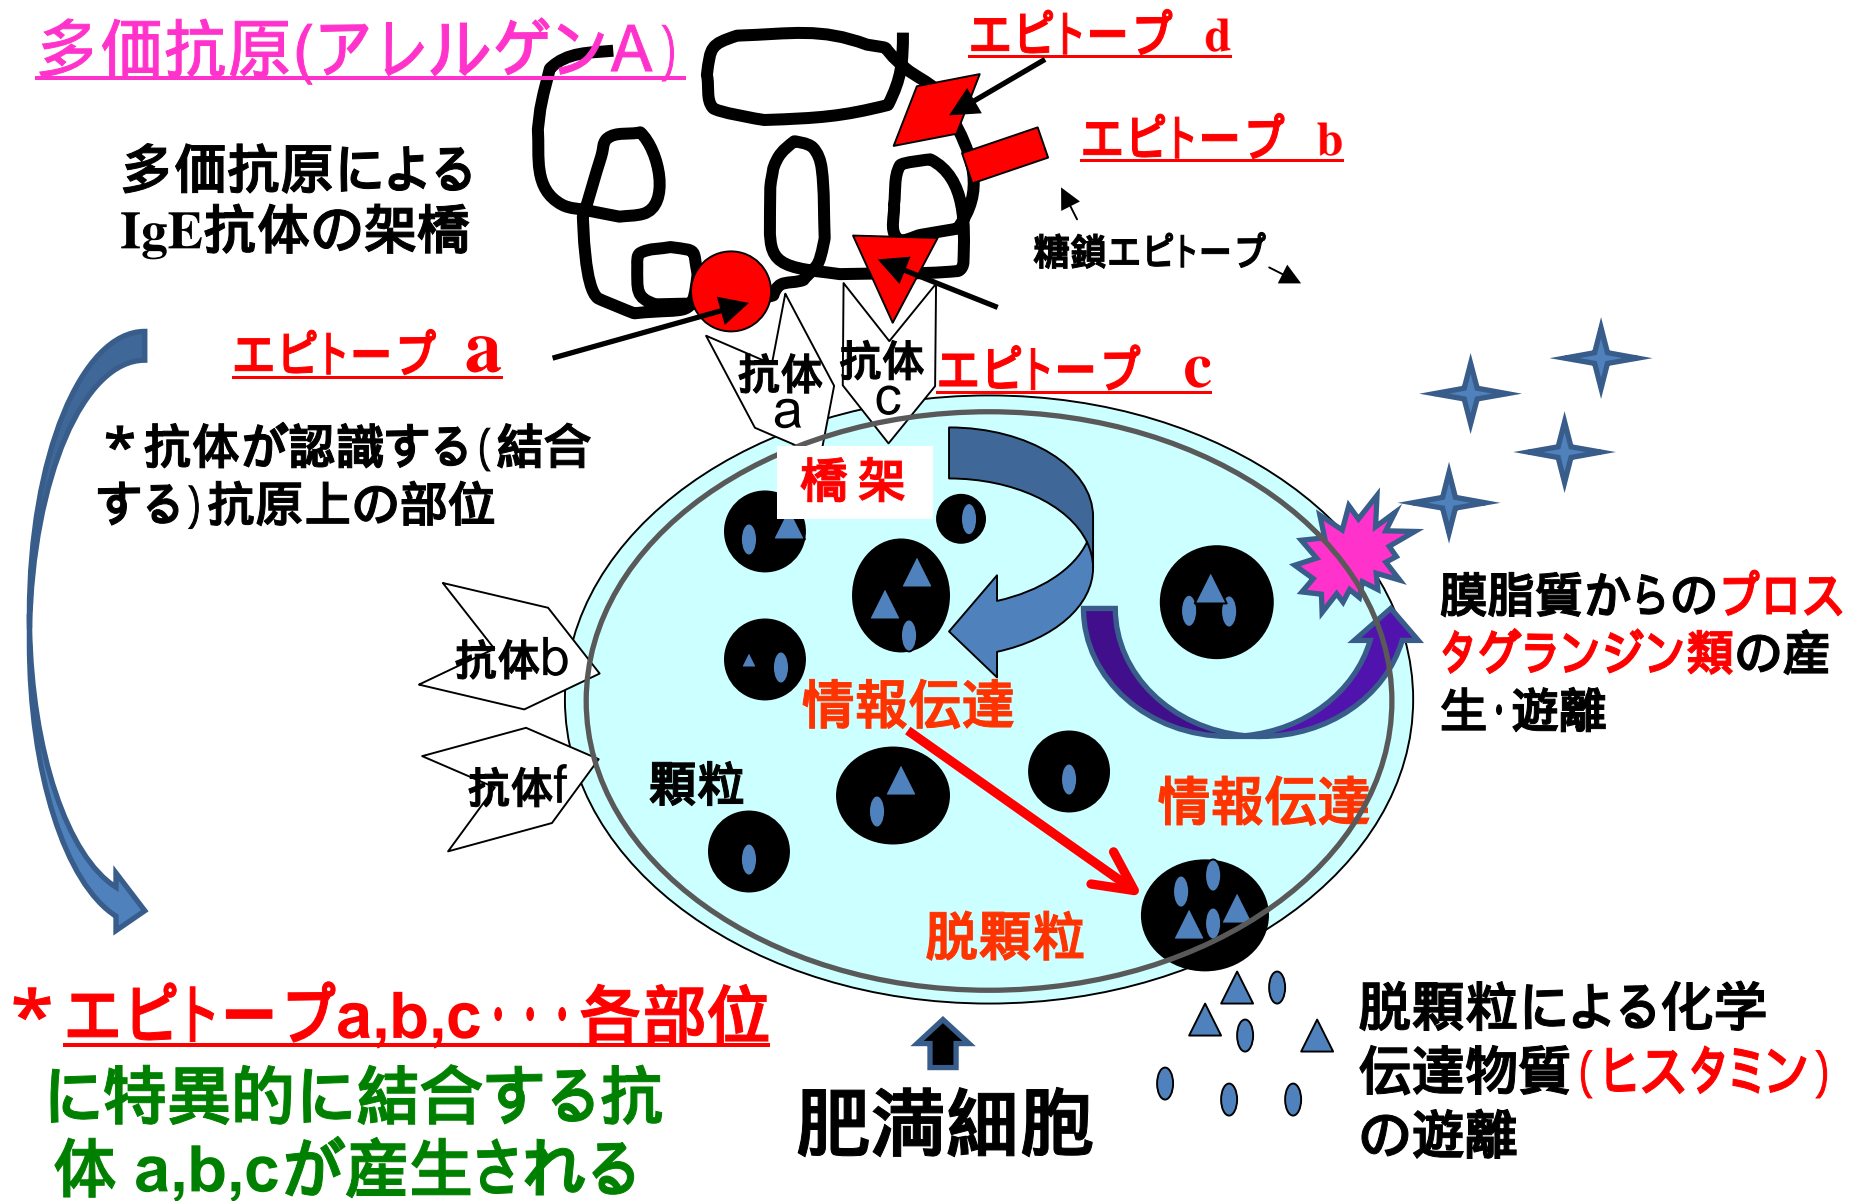 多価抗原(アレルゲンA)
エピトープ d
エピトープ b
多価抗原による
IgE抗体の架橋
糖鎖エピトープ
エピトープ a
エピトープ c
抗体
a
抗体
c
*抗体が認識する(結合
する)抗原上の部位
橋架
抗体b
抗体f
情報伝達
顆粒
情報伝達
脱顆粒
膜脂質からのプロス
タグランジン類の産
生・遊離
*エピトープa,b,c・・・各部位
に特異的に結合する抗
体 a,b,cが産生される
肥満細胞
脱顆粒による化学
伝達物質(ヒスタミン)
の遊離